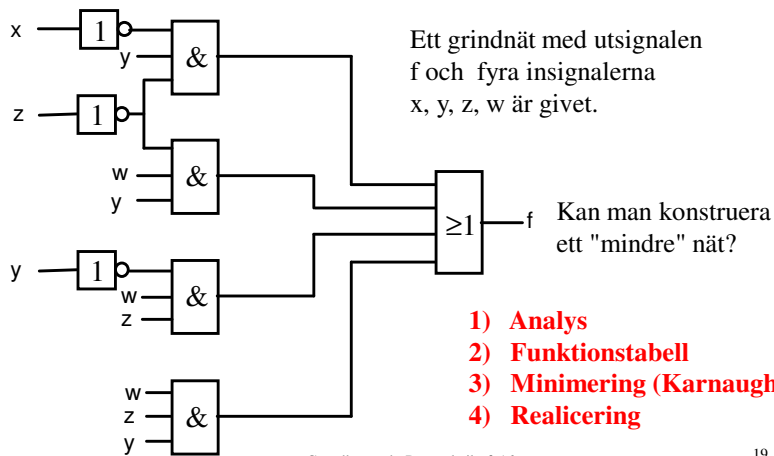 x
1
y
&
z
1
w
y
&
y
1
w
z
&
w
z
y
&
≥1
f
Ett grindnät med utsignalen
f och fyra insignalerna
x, y, z, w är givet.
Kan man konstruera
ett "mindre" nät?
1) Analys
2) Funktionstabell
3) Minimering (Karnaugh
4) Realicering
19